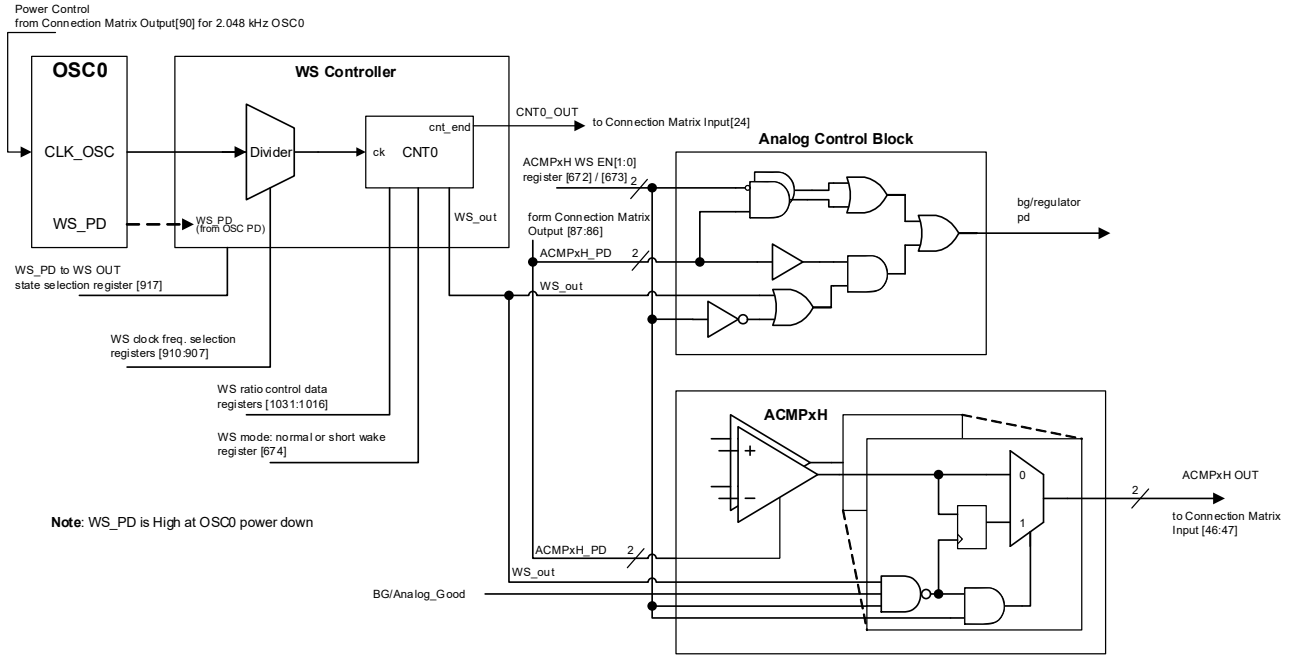 Power Control
from Connection Matrix Output[90] for 2.048 kHz OSC0
OSC0
WS Controller
CLK_OSC
Divider
cnt_end
ck
CNT0
CNT0_OUT
to Connection Matrix Input[24]
WS_PD
WS_PD
(from OSC PD)
WS_out
WS_PD to WS OUT
state selection register [917]
WS clock freq. selection
registers [910:907]
WS ratio control data
registers [1031:1016]
WS mode: normal or short wake
register [674]
Analog Control Block
ACMPxH WS EN[1:0]
register [672] / [673]
2
form Connection Matrix
Output [87:86]
ACMPxH_PD
2
WS_out
bg/regulator
pd
ACMPxH
+
−
0
1
2
ACMPxH OUT
to Connection Matrix
Input [46:47]
ACMPxH_PD
2
WS_out
BG/Analog_Good
Note: WS_PD is High at OSC0 power down